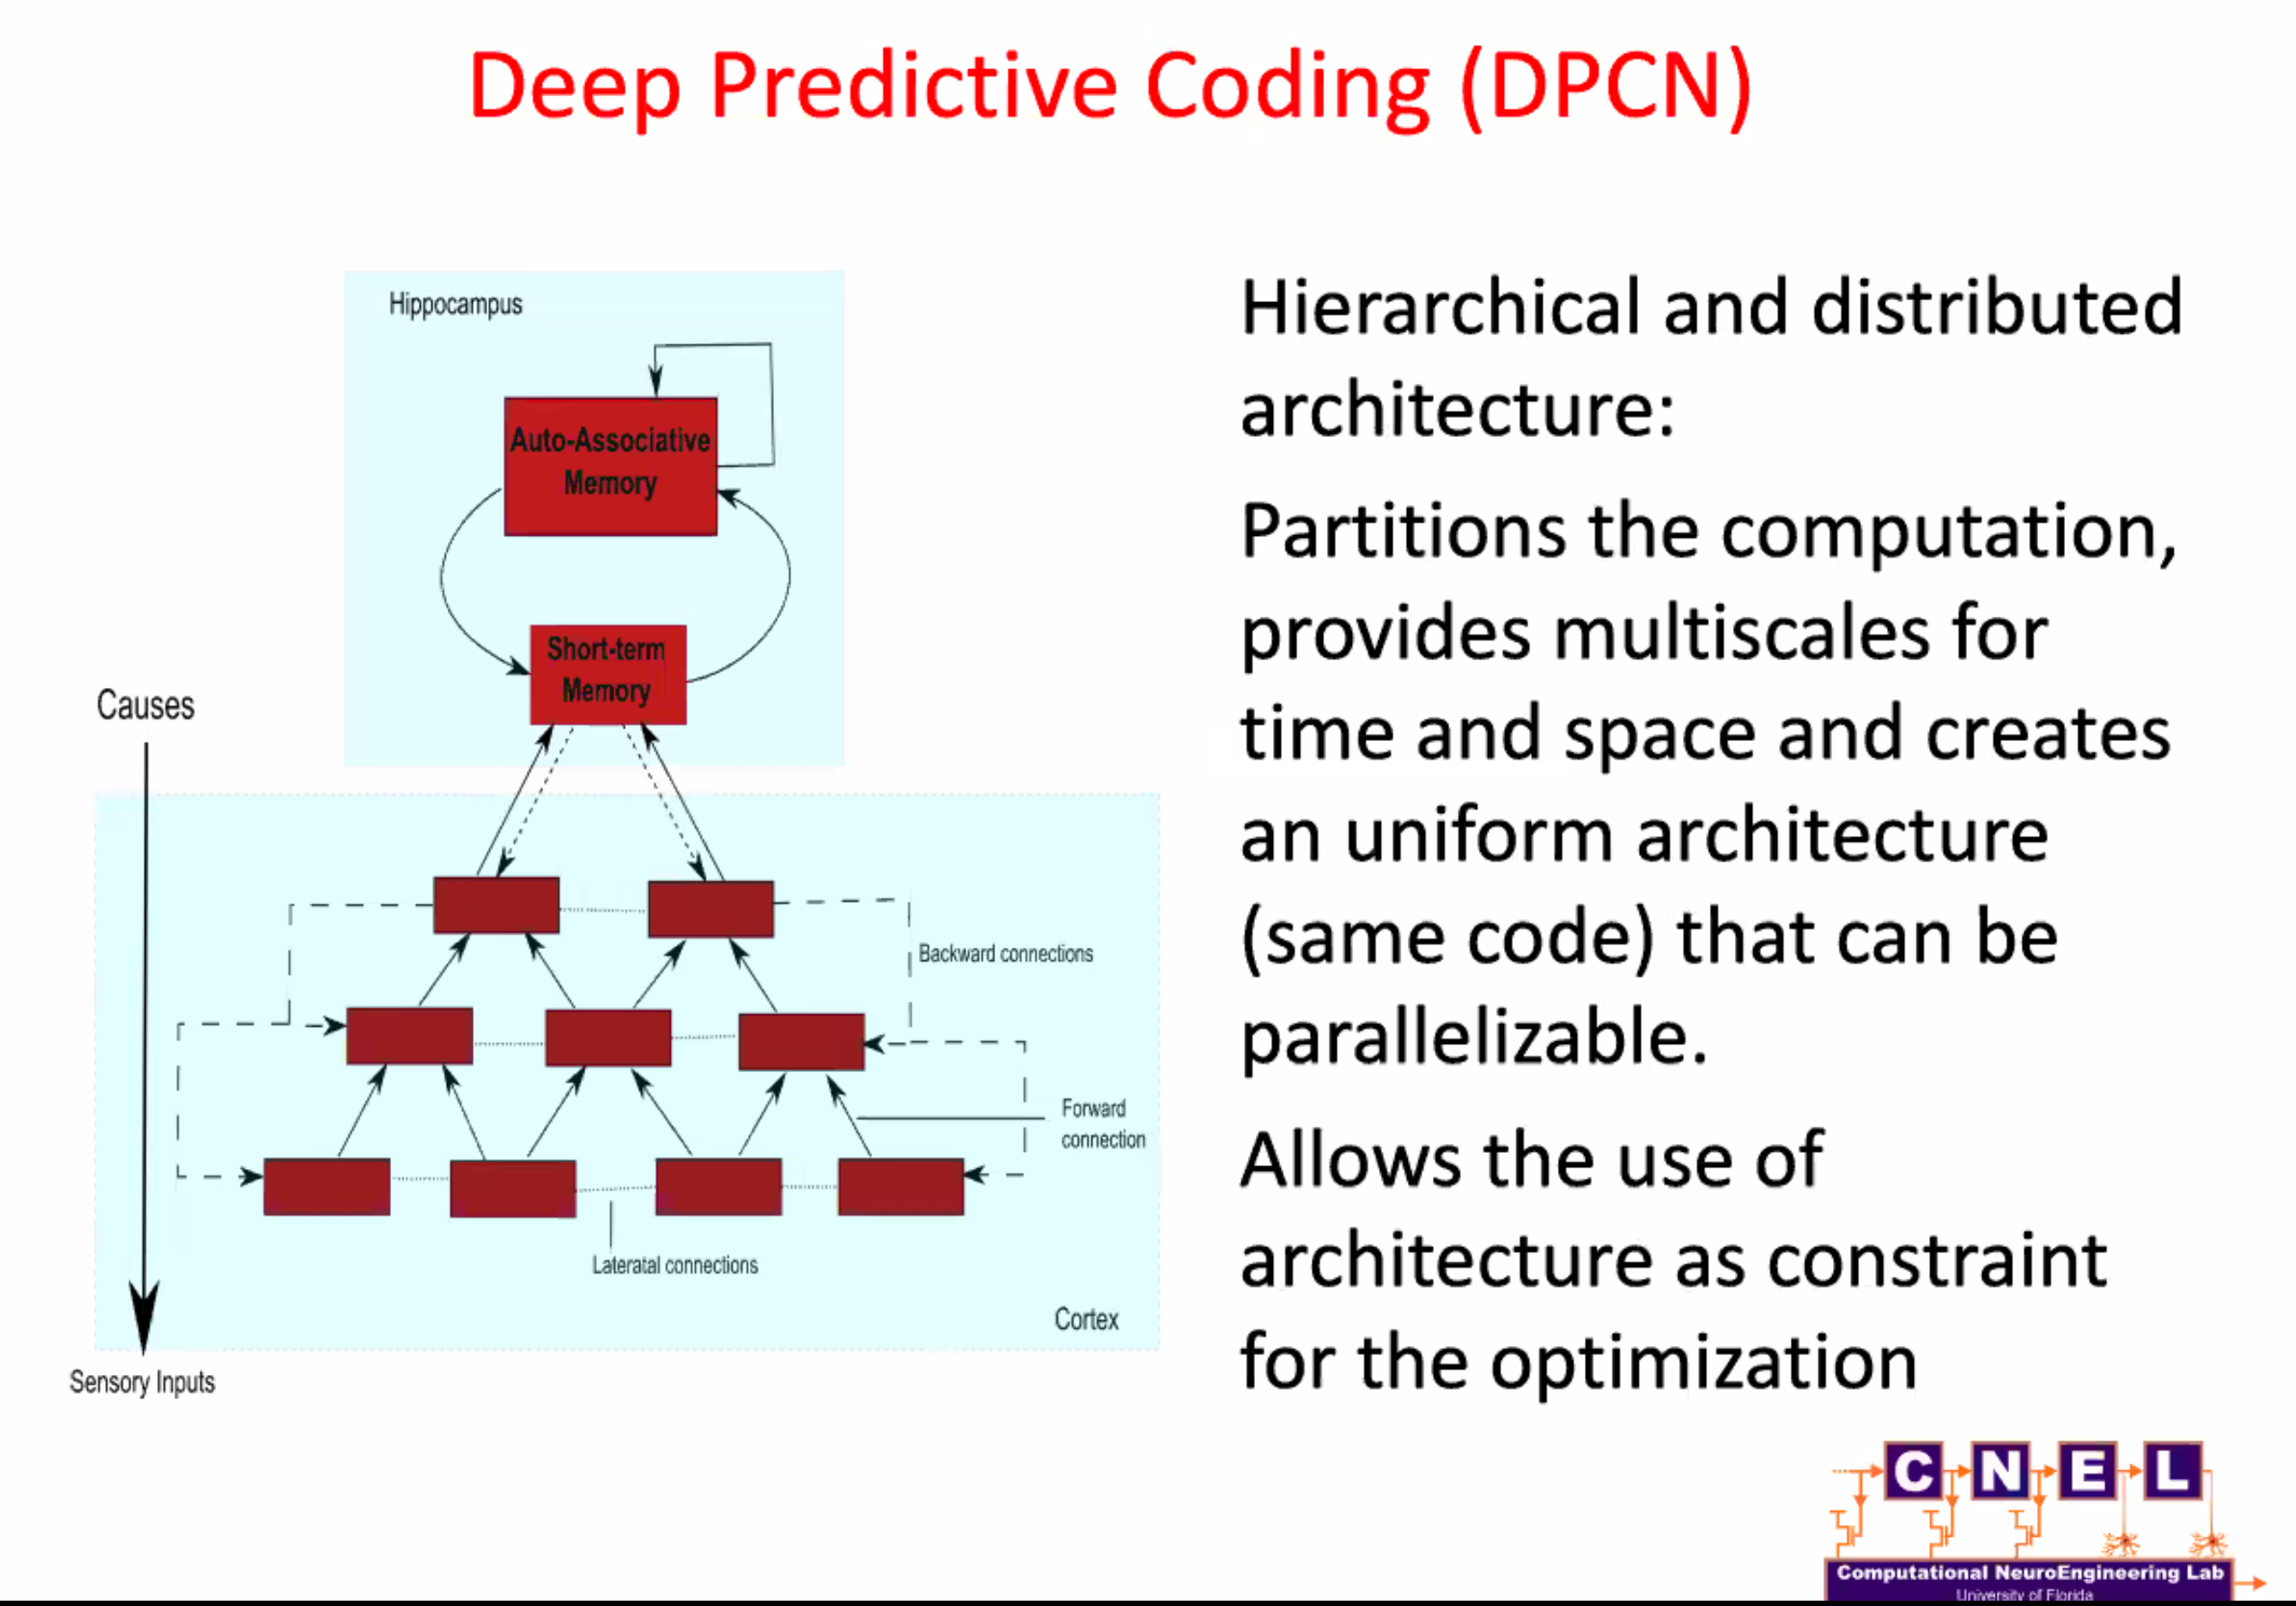 Deep Predictive Coding (DPCN)
Hippocampus
Auto-Associative
Memory
Short-term
Memory
Causes
Backward connections
Forward
connection
Lateratal connections
Cortex
Sensory Inputs
Hierarchical and distributed
architecture:
Partitions the computation,
provides multiscales for
time and space and creates
an uniform architecture
(same code) that can be
parallelizable.
Allows the use of
architecture as constraint
for the optimization
C N E L
Computational NeuroEngineering Lab
University of Florida